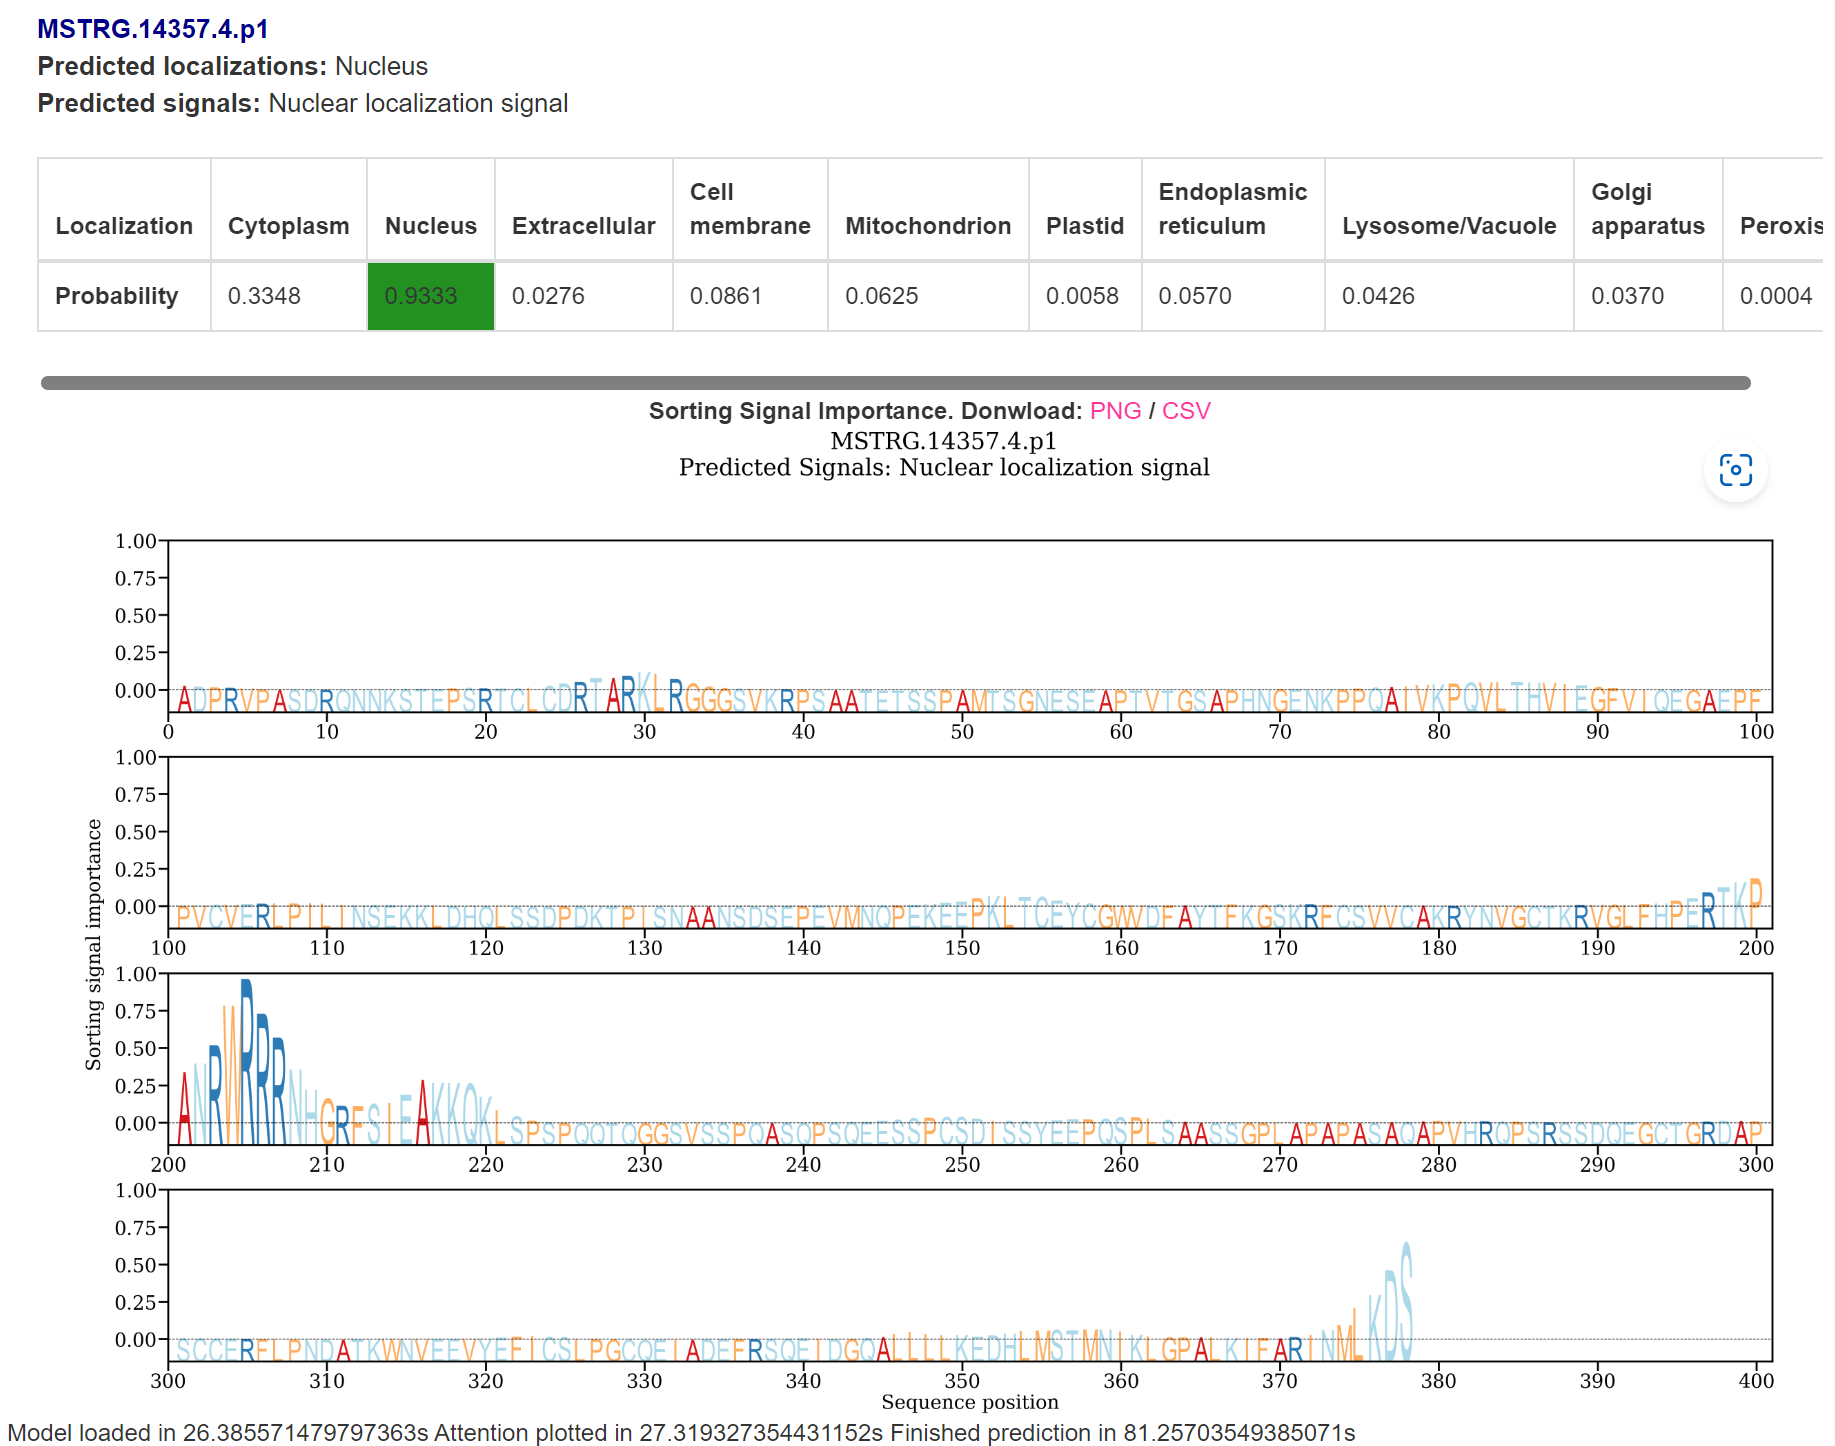 MSTRG.14357.4.p1
Predicted localizations: Nucleus
Predicted signals: Nuclear localization signal
Localization Cytoplasm Nucleus Extracellular Cell membrane Mitochondrion Plastid Endoplasmic reticulum Lysosome/Vacuole Golgi apparatus Peroxis
Probability 0.3348 0.9333 0.0276 0.0861 0.0625 0.0058 0.0570 0.0426 0.0370 0.0004
Sorting Signal Importance. Donwload: PNG / CSV
MSTRG.14357.4.p1
Predicted Signals: Nuclear localization signal
1.00
0.75
0.50
0.25
0.00
ADPRVPASDRQNNKSTEPSRTCLCDRTARKLRGGGSVKRPSAATETSSPAMTSGNESEAPTVTGSAPHNGENKPPQAIVKPQVLTHVIEGFVIQEGAEPF
0 10 20 30 40 50 60 70 80 90 100
1.00
0.75
0.50
0.25
0.00
PVCVERLPILINSEKKLDHQLSSDPDKTPLSNAANSDSEPEVMNQPEKEEPKLTCEYCGWVDFAYTFKGSKRFCSVVCAKRYNVGCTKRVGLFHPERTKP
100 110 120 130 140 150 160 170 180 190 200
Sorting signal importance
1.00
0.75
0.50
0.25
0.00
ANRWRRRNHGRFSIEAKKQKLSPSPQQTQGGSVSSPQASQPSQEESSPCSDISSYEEPQSPLSAASSGPLAPAPASAQAPVHRQPSRSSDQEGCTGRDAP
200 210 220 230 240 250 260 270 280 290 300
1.00
0.75
0.50
0.25
0.00
SCCERFLPNDATKWNVEEVYEFICSLPGCQEIADEFRSQEIDGQALLLLKEDHLMSTMNIKLGPALKIFARINMLKDS
300 310 320 330 340 350 360 370 380 390 400
Sequence position
Model loaded in 26.385571479797363s Attention plotted in 27.319327354431152s Finished prediction in 81.25703549385071s